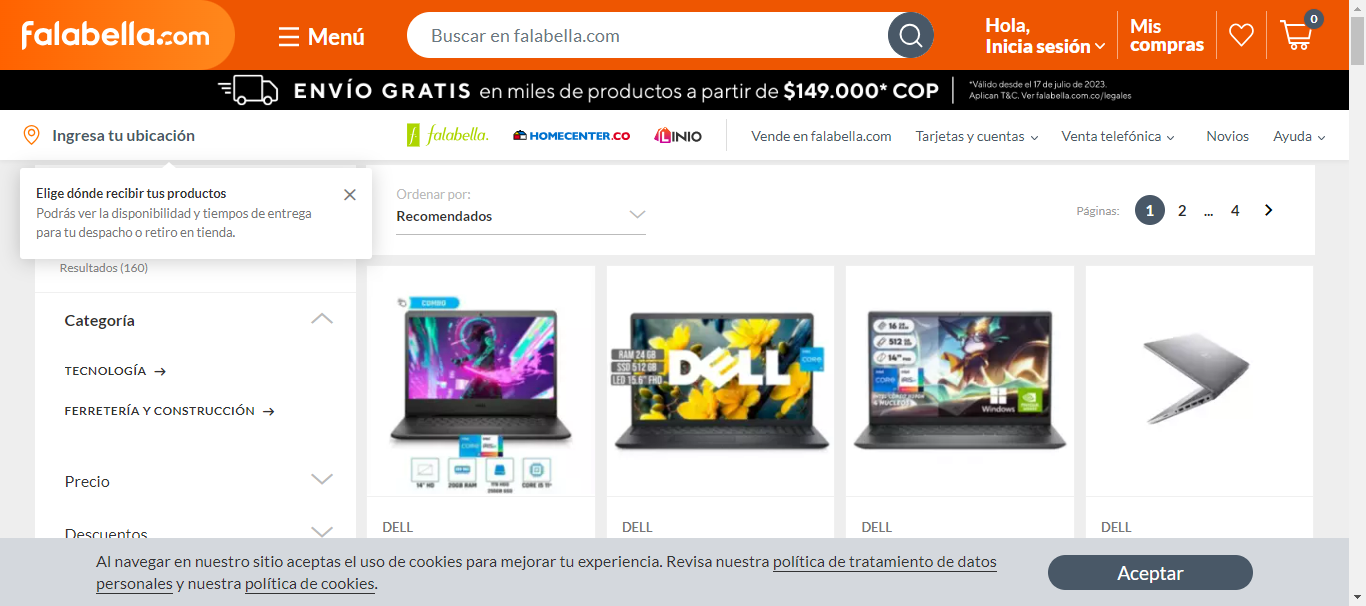 falabella.com
Menú
Buscar en falabella.com
Hola,
Inicia sesión
Mis
compras
0
ENVÍO GRATIS en miles de productos a partir de $149.000* COP
*Válido desde el 17 de julio de 2023.
Aplican T&C. Ver falabella.com.co/legales
Ingresa tu ubicación
f falabella.
HOMECENTER.CO
LINIO
Vende en falabella.com
Tarjetas y cuentas
Venta telefónica
Novios
Ayuda
Elige dónde recibir tus productos
Podrás ver la disponibilidad y tiempos de entrega
para tu despacho o retiro en tienda.
Resultados (160)
Ordenar por:
Recomendados
Páginas:
1
2
...
4
Categoría
TECNOLOGÍA
FERRETERÍA Y CONSTRUCCIÓN
Precio
Descuentos
COMBO
14" HD
20GB RAM
CORE I5 11ª
DELL
RAM 24 GB
SSD 512 GB
LED 15.6" FHD
DELL
CORE
DELL
16
512
14"
CORE
4 NUCLEOS
Windows
DELL
DELL
Al navegar en nuestro sitio aceptas el uso de cookies para mejorar tu experiencia. Revisa nuestra política de tratamiento de datos
personales y nuestra política de cookies.
Aceptar